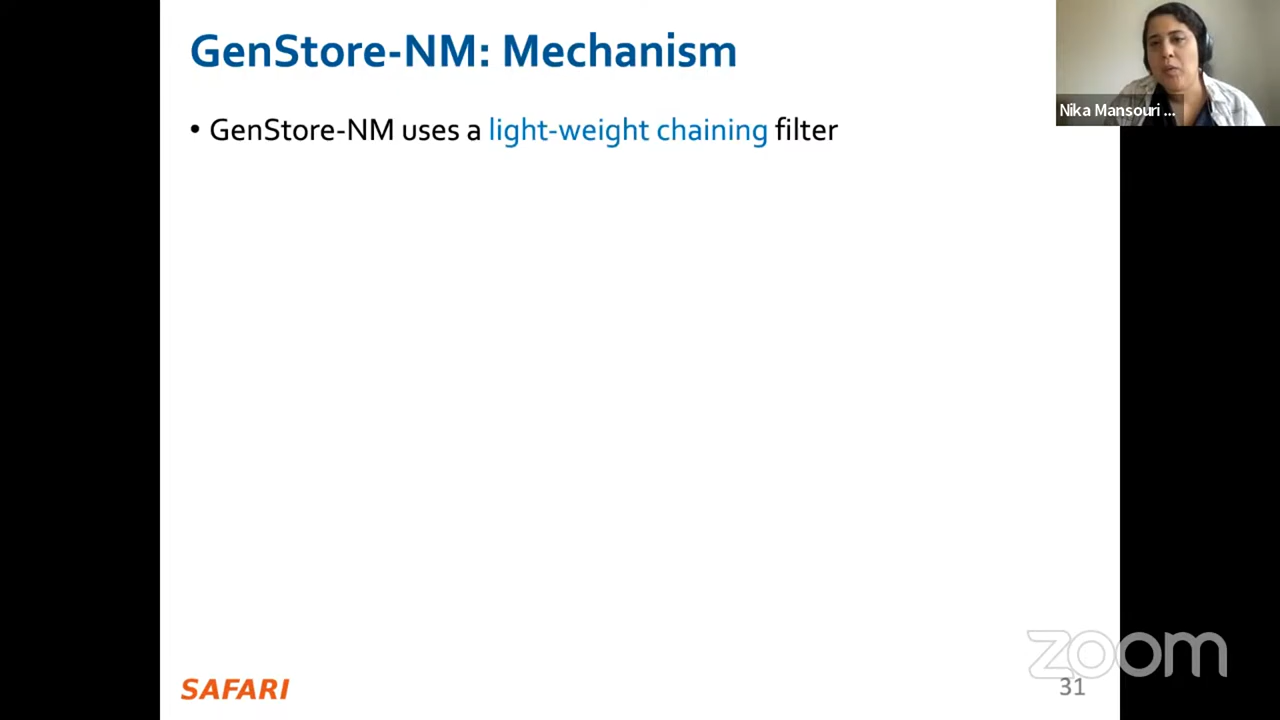 GenStore-NM: Mechanism
• GenStore-NM uses a light-weight chaining filter
Nika Mansouri ...
SAFARI
zoom
31